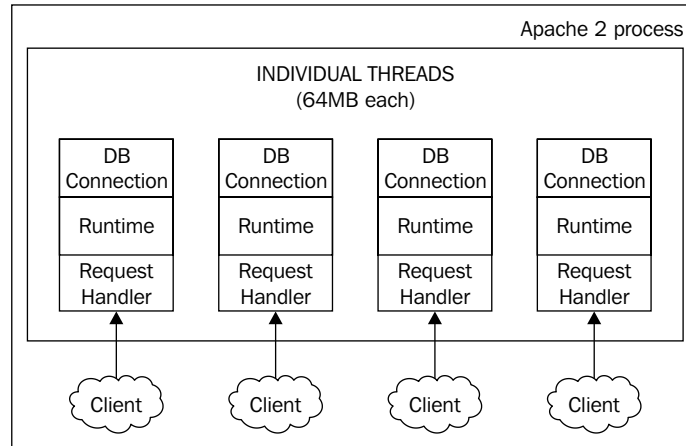 Apache 2 process
INDIVIDUAL THREADS
(64MB each)
DB
Connection
Runtime
Request
Handler
DB
Connection
Runtime
Request
Handler
DB
Connection
Runtime
Request
Handler
DB
Connection
Runtime
Request
Handler
Client
Client
Client
Client